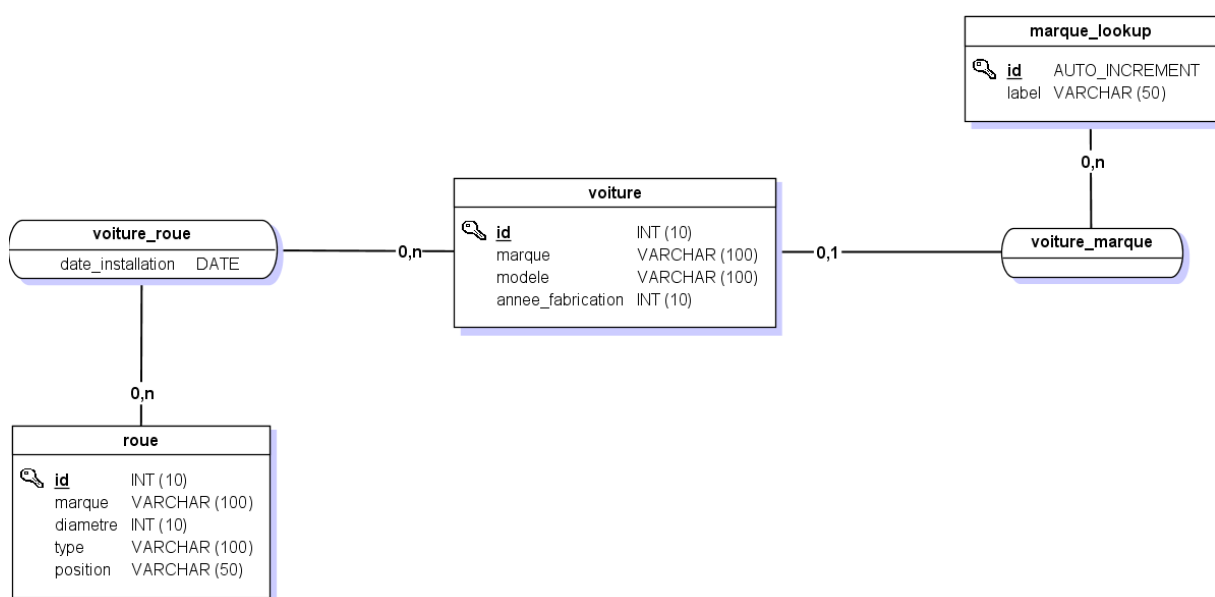 marque_lookup
id AUTO_INCREMENT
label VARCHAR (50)
0,n
voiture
id INT (10)
marque VARCHAR (100)
modele VARCHAR (100)
annee_fabrication INT (10)
voiture_roue
date_installation DATE
0,n
0,1
voiture_marque
0,n
roue
id INT (10)
marque VARCHAR (100)
diametre INT (10)
type VARCHAR (100)
position VARCHAR (50)